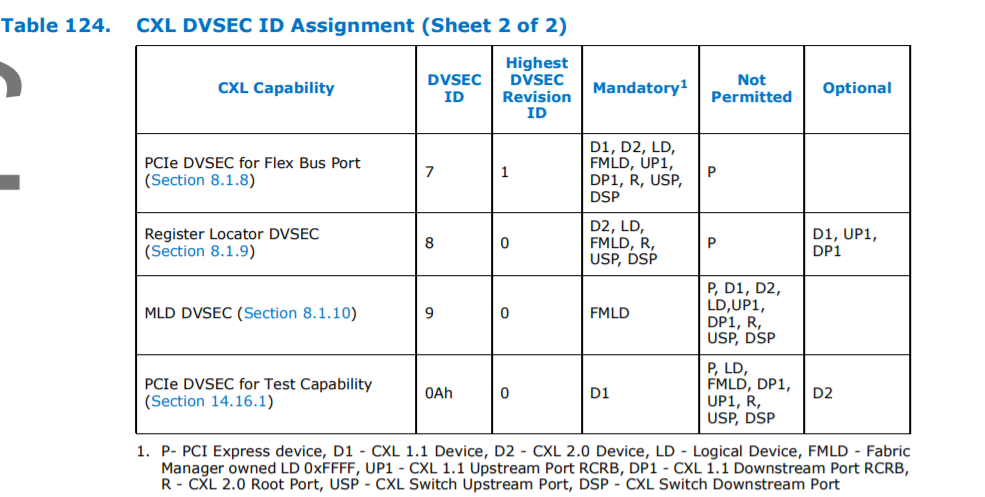 Table 124. CXL DVSEC ID Assignment (Sheet 2 of 2)
CXL Capability
DVSEC
ID
Highest
DVSEC
Revision
ID
Mandatory1
Not
Permitted
Optional
PCIe DVSEC for Flex Bus Port
(Section 8.1.8)
7
1
D1, D2, LD,
FMLD, UP1,
DP1, R, USP,
DSP
P
Register Locator DVSEC
(Section 8.1.9)
8
0
D2, LD,
FMLD, R,
USP, DSP
P
D1, UP1,
DP1
MLD DVSEC (Section 8.1.10)
9
0
FMLD
P, D1, D2,
LD,UP1,
DP1, R,
USP, DSP
PCIe DVSEC for Test Capability
(Section 14.16.1)
0Ah
0
D1
P, LD,
FMLD, DP1,
UP1, R,
USP, DSP
D2
1. P- PCI Express device, D1 - CXL 1.1 Device, D2 - CXL 2.0 Device, LD - Logical Device, FMLD - Fabric
Manager owned LD 0xFFFF, UP1 - CXL 1.1 Upstream Port RCRB, DP1 - CXL 1.1 Downstream Port RCRB,
R - CXL 2.0 Root Port, USP - CXL Switch Upstream Port, DSP - CXL Switch Downstream Port